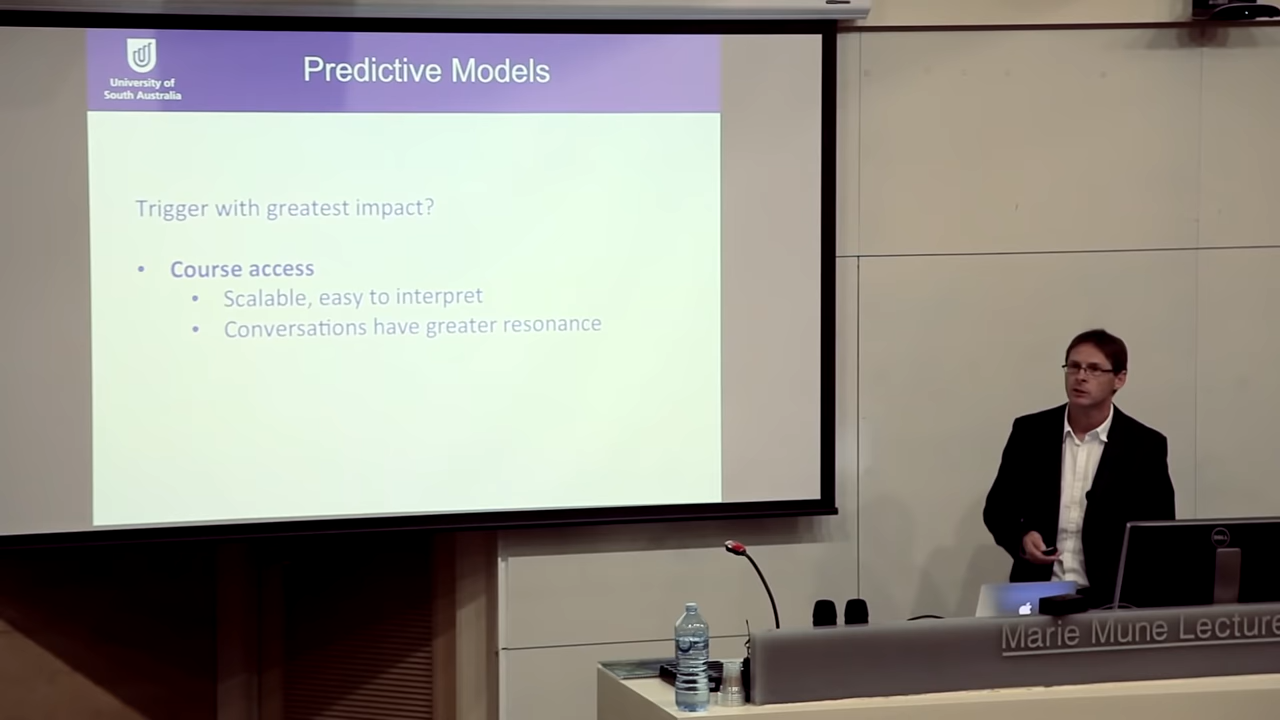 University of
South Australia
Predictive Models
Trigger with greatest impact?
• Course access
• Scalable, easy to interpret
• Conversations have greater resonance
DELL
Marie Mune Lecture